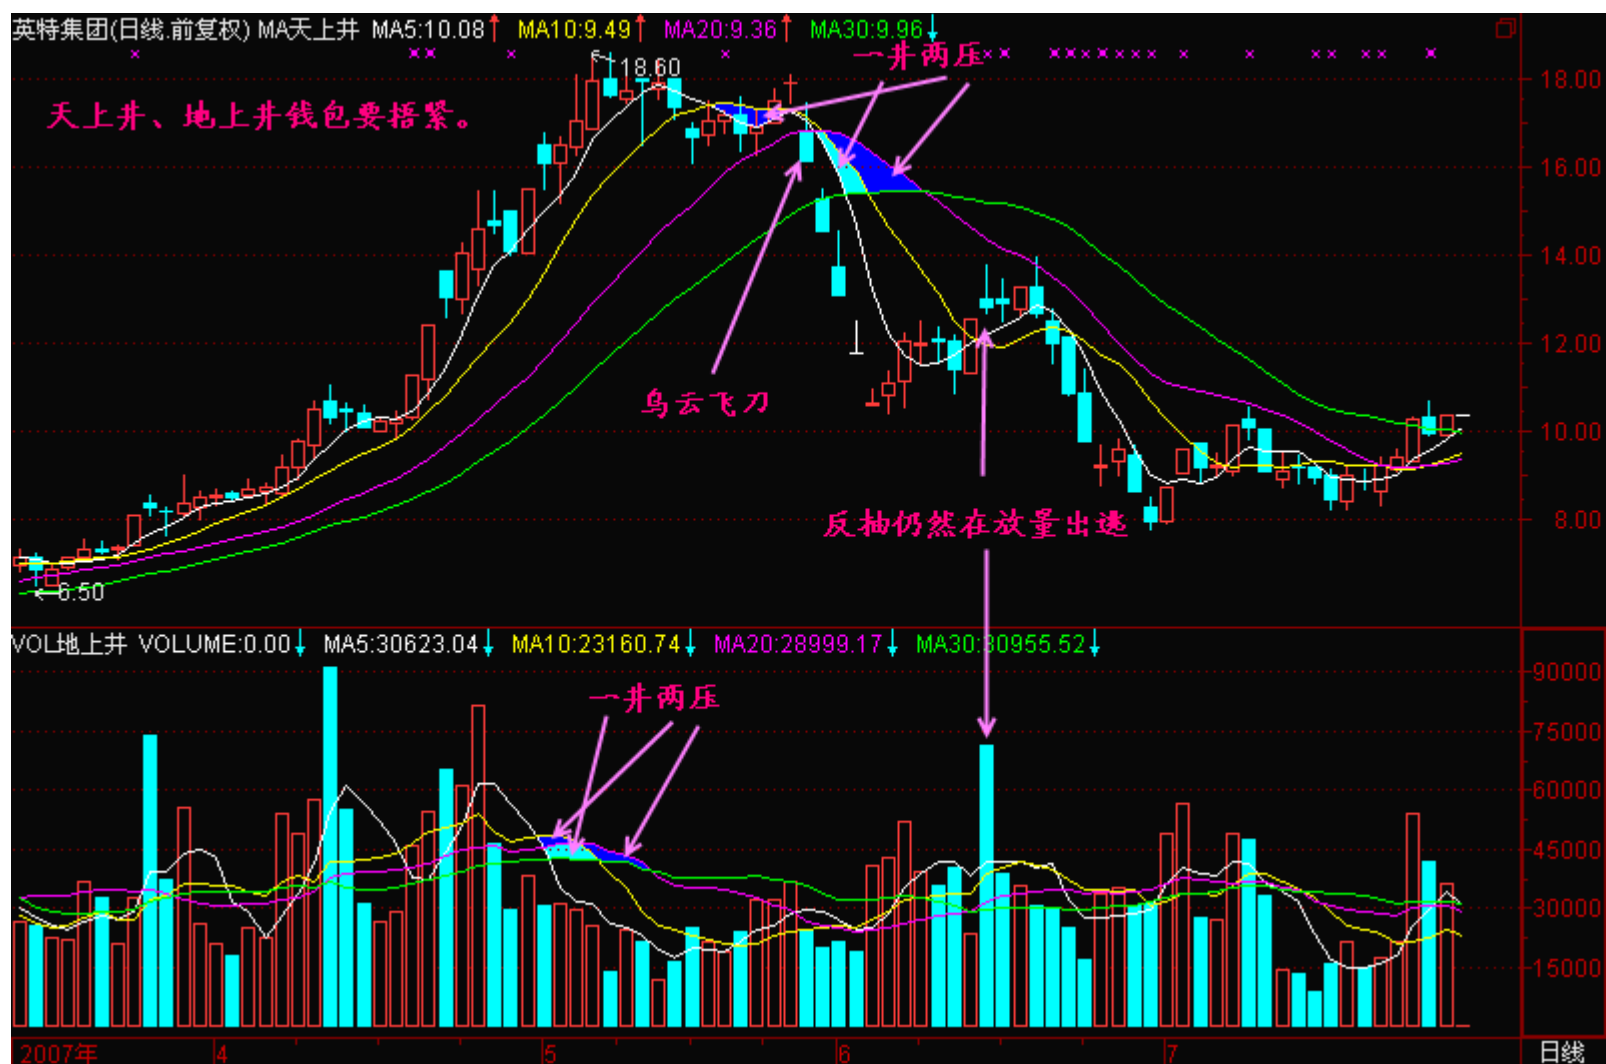 英特集团(日线.前复权) MA天上井 MA5:10.08↑ MA10:9.49↑ MA20:9.36↑ MA30:9.96↓
一井两压
18.60
18.00
天上井、地上井钱包要捂紧。
16.00
14.00
12.00
乌云飞刀
10.00
反抽仍然在放量出逃
8.00
6.50
VOL地上井 VOLUME:0.00↓ MA5:30623.04↓ MA10:23160.74↓ MA20:28999.17↓ MA30:30955.52↓
90000
一井两压
75000
60000
45000
30000
15000
2007年 4 5 6 7 日线